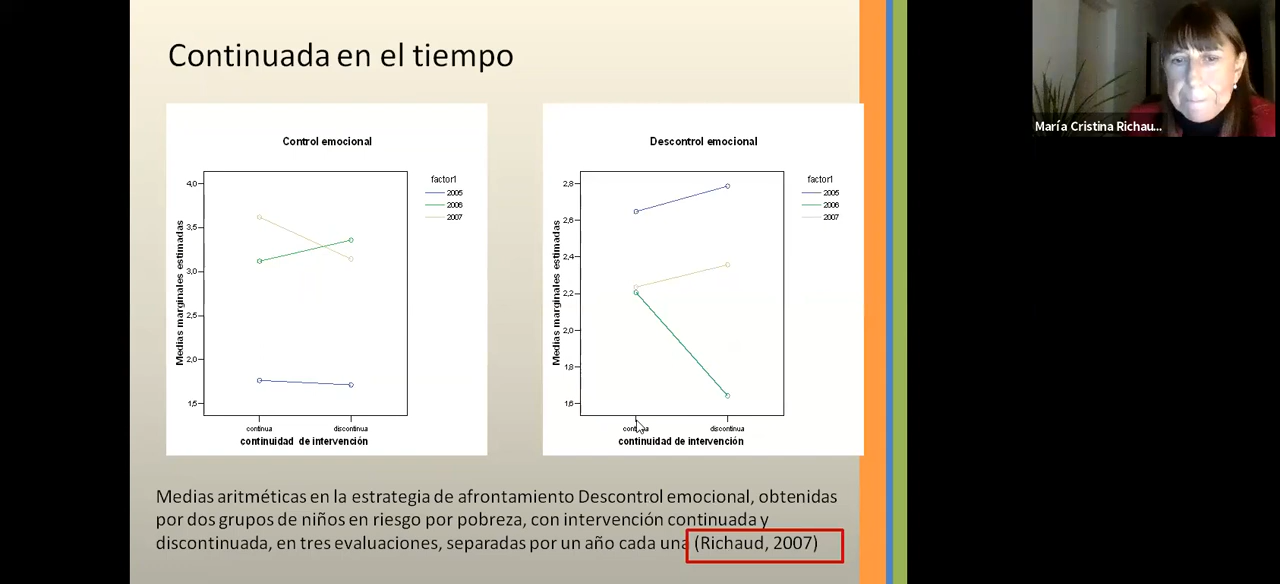 Continuada en el tiempo
María Cristina Richau...
Control emocional
factor1
2005
2006
2007
Medias marginales estimadas
4,0
3,5
3,0
2,5
2,0
1,5
continua
discontinua
continuidad de intervención
Descontrol emocional
factor1
2005
2006
2007
Medias marginales estimadas
2,8
2,6
2,4
2,2
2,0
1,8
1,6
discontinua
continuidad de intervención
Medias aritméticas en la estrategia de afrontamiento Descontrol emocional, obtenidas
por dos grupos de niños en riesgo por pobreza, con intervención continuada y
discontinuada, en tres evaluaciones, separadas por un año cada una (Richaud, 2007)